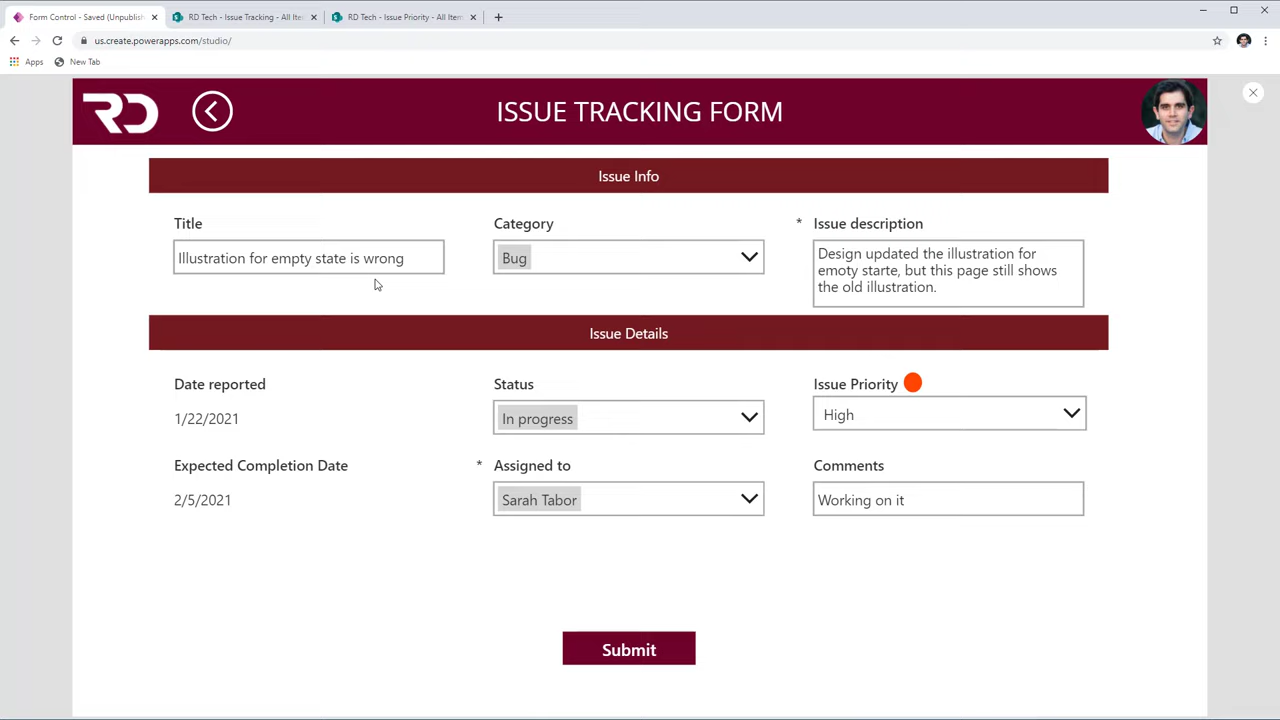 Form Control - Saved (Unpublish
RD Tech - Issue Tracking - All Ite
RD Tech - Issue Priority - All Item
us.create.powerapps.com/studio/
Apps
New Tab
RD
ISSUE TRACKING FORM
Issue Info
Title
Category
* Issue description
Illustration for empty state is wrong
Bug
Design updated the illustration for
emoty starte, but this page still shows
the old illustration.
Issue Details
Date reported
Status
Issue Priority
1/22/2021
In progress
High
Expected Completion Date
* Assigned to
Comments
2/5/2021
Sarah Tabor
Working on it
Submit